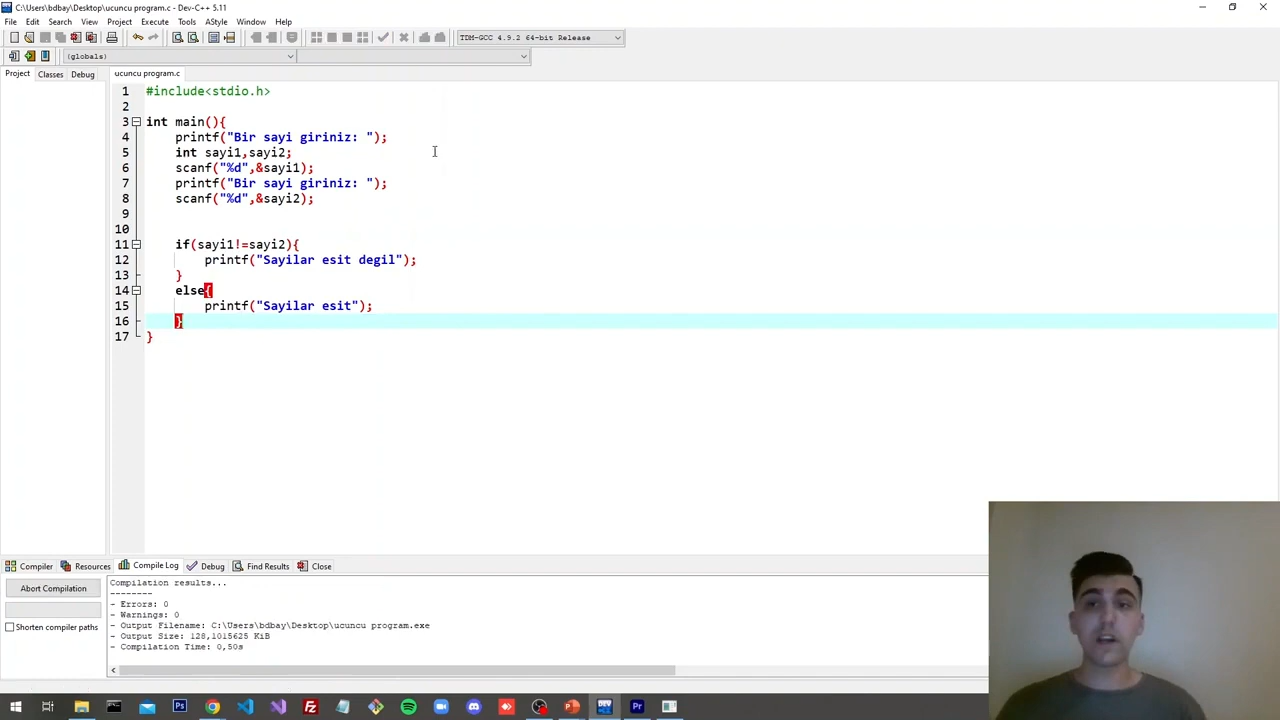 C:\Users\bdbay\Desktop\ucuncu program.c - Dev-C++ 5.11
File Edit Search View Project Execute Tools AStyle Window Help
TDM-GCC 4.9.2 64-bit Release
(globals)
Project Classes Debug ucuncu program.c
1 #include<stdio.h>
2
3 int main(){
4 printf("Bir sayi giriniz: ");
5 int sayi1,sayi2;
6 scanf("%d",&sayi1);
7 printf("Bir sayi giriniz: ");
8 scanf("%d",&sayi2);
9
10
11 if(sayi1!=sayi2){
12 printf("Sayilar esit degil");
13 }
14 else{
15 printf("Sayilar esit");
16 }
17 }
Compiler Resources Compile Log Debug Find Results Close
Abort Compilation
Shorten compiler paths
Compilation results...
--------
- Errors: 0
- Warnings: 0
- Output Filename: C:\Users\bdbay\Desktop\ucuncu program.exe
- Output Size: 128,1015625 KiB
- Compilation Time: 0,50s